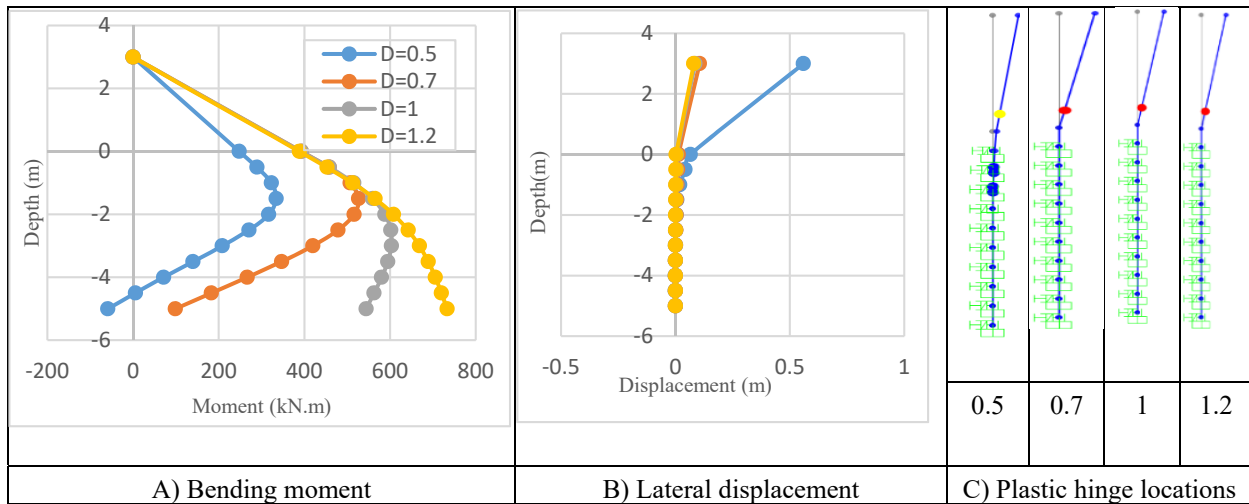 4
2
0
-2
-4
-6
-200
0
200
400
600
800
Depth (m)
Moment (kN.m)
D=0.5
D=0.7
D=1
D=1.2
4
2
0
-2
-4
-6
-0.5
0
0.5
1
Depth(m)
Displacement (m)
0.5 0.7 1 1.2
A) Bending moment B) Lateral displacement C) Plastic hinge locations